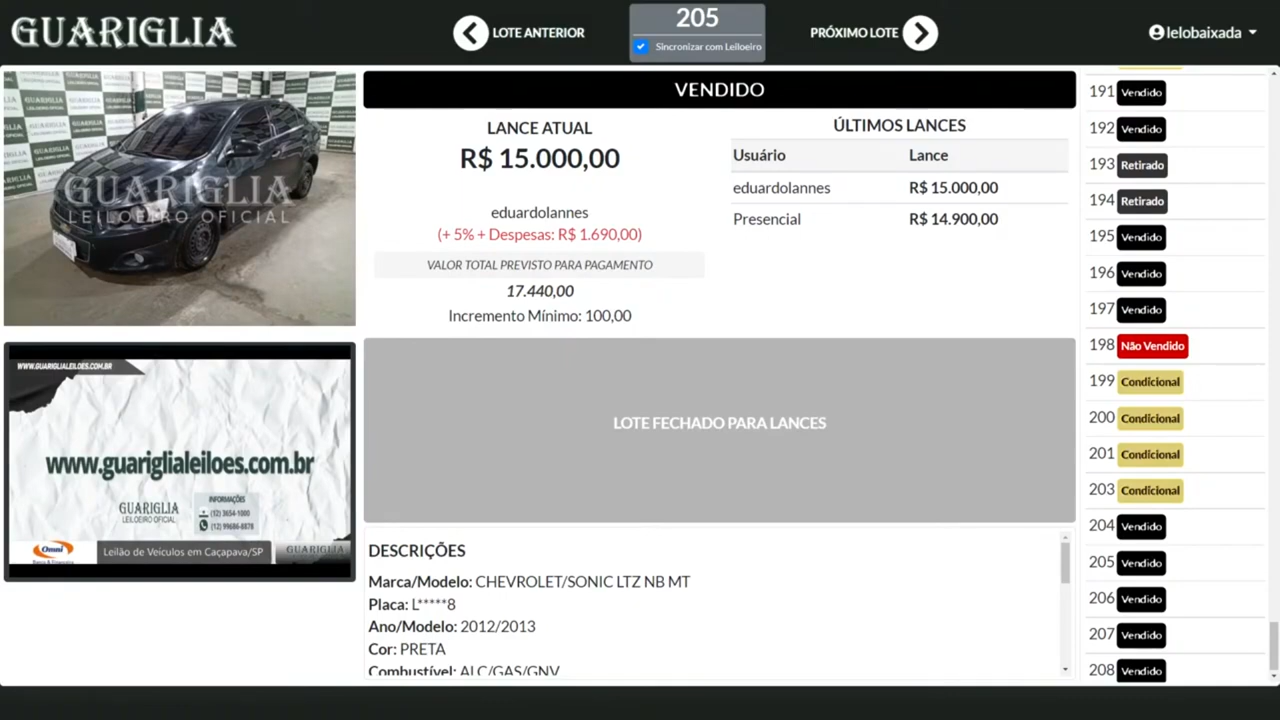 GUARIGLIA
LOTE ANTERIOR
205
Sincronizar com Leiloeiro
PRÓXIMO LOTE
lelobaixada
GUARIGLIA
LEILOEIRO OFICIAL
WWW.GUARIGLIALEILOES.COM.BR
www.guariglialeiloes.com.br
GUARIGLIA
LEILOEIRO OFICIAL
INFORMAÇÕES
(12) 3654-1000
(12) 99686-8878
Omni
Leilão de Veículos em Caçapava/SP
GUARIGLIA
VENDIDO
LANCE ATUAL
R$ 15.000,00
eduardolannes
(+ 5% + Despesas: R$ 1.690,00)
VALOR TOTAL PREVISTO PARA PAGAMENTO
17.440,00
Incremento Mínimo: 100,00
ÚLTIMOS LANCES
Usuário Lance
eduardolannes R$ 15.000,00
Presencial R$ 14.900,00
LOTE FECHADO PARA LANCES
DESCRIÇÕES
Marca/Modelo: CHEVROLET/SONIC LTZ NB MT
Placa: L*****8
Ano/Modelo: 2012/2013
Cor: PRETA
Combustível: ALC/GAS/GNV
191 Vendido
192 Vendido
193 Retirado
194 Retirado
195 Vendido
196 Vendido
197 Vendido
198 Não Vendido
199 Condicional
200 Condicional
201 Condicional
203 Condicional
204 Vendido
205 Vendido
206 Vendido
207 Vendido
208 Vendido